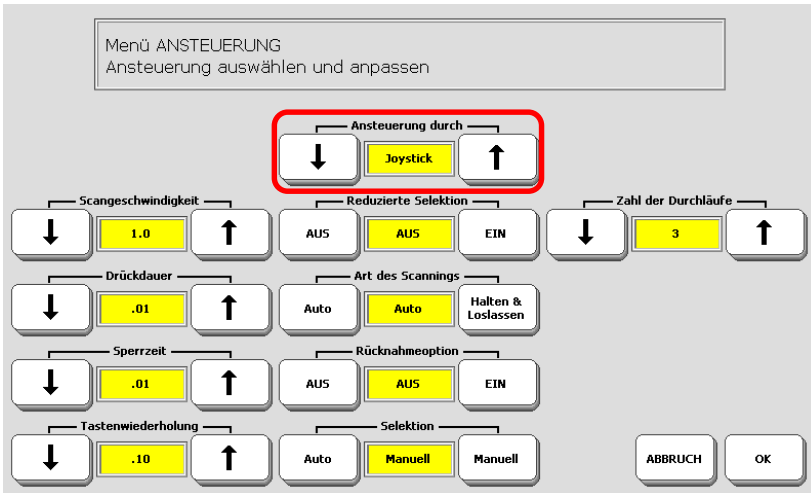 Menü ANSTEUERUNG
Ansteuerung auswählen und anpassen
Ansteuerung durch
Joystick
Scangeschwindigkeit
1.0
Reduzierte Selektion
AUS AUS EIN
Zahl der Durchläufe
3
Drückdauer
.01
Art des Scannings
Auto Auto Halten &
Loslassen
Sperrzeit
.01
Rücknahmeoption
AUS AUS EIN
Tastenwiederholung
.10
Selektion
Auto Manuell Manuell
ABBRUCH OK